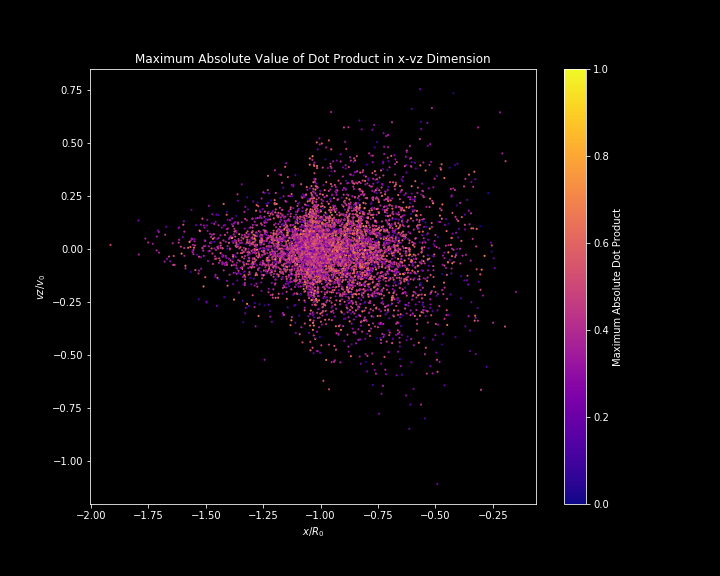 Maximum Absolute Value of Dot Product in x-vz Dimension
0.75
0.50
0.25
0.00
−0.25
−0.50
−0.75
−1.00
vz/v₀
−2.00 −1.75 −1.50 −1.25 −1.00 −0.75 −0.50 −0.25
x/R₀
1.0
0.8
0.6
0.4
0.2
0.0
Maximum Absolute Dot Product